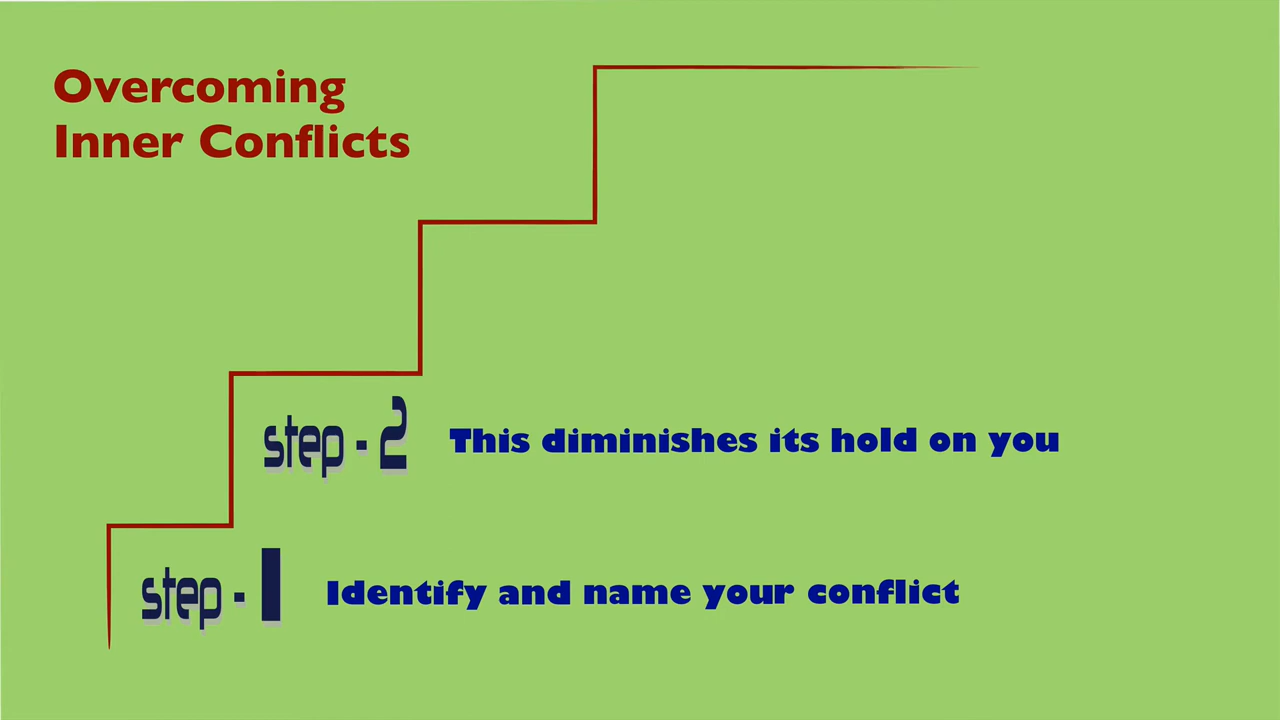 Overcoming
Inner Conflicts
step - 2 This diminishes its hold on you
step - 1 Identify and name your conflict